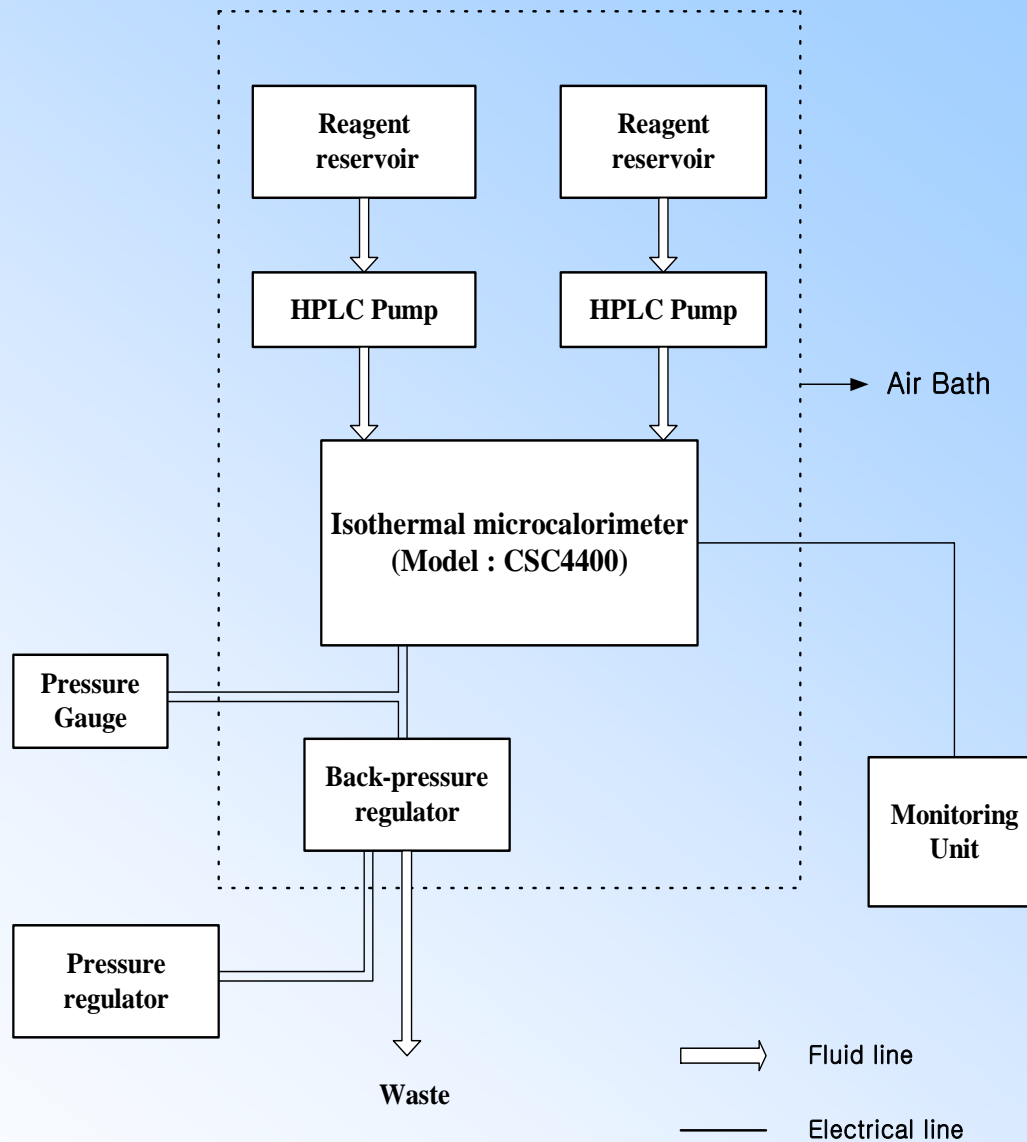 Reagent
reservoir
Reagent
reservoir
HPLC Pump
HPLC Pump
Air Bath
Isothermal microcalorimeter
(Model : CSC4400)
Pressure
Gauge
Back-pressure
regulator
Monitoring
Unit
Pressure
regulator
Waste
Fluid line
Electrical line